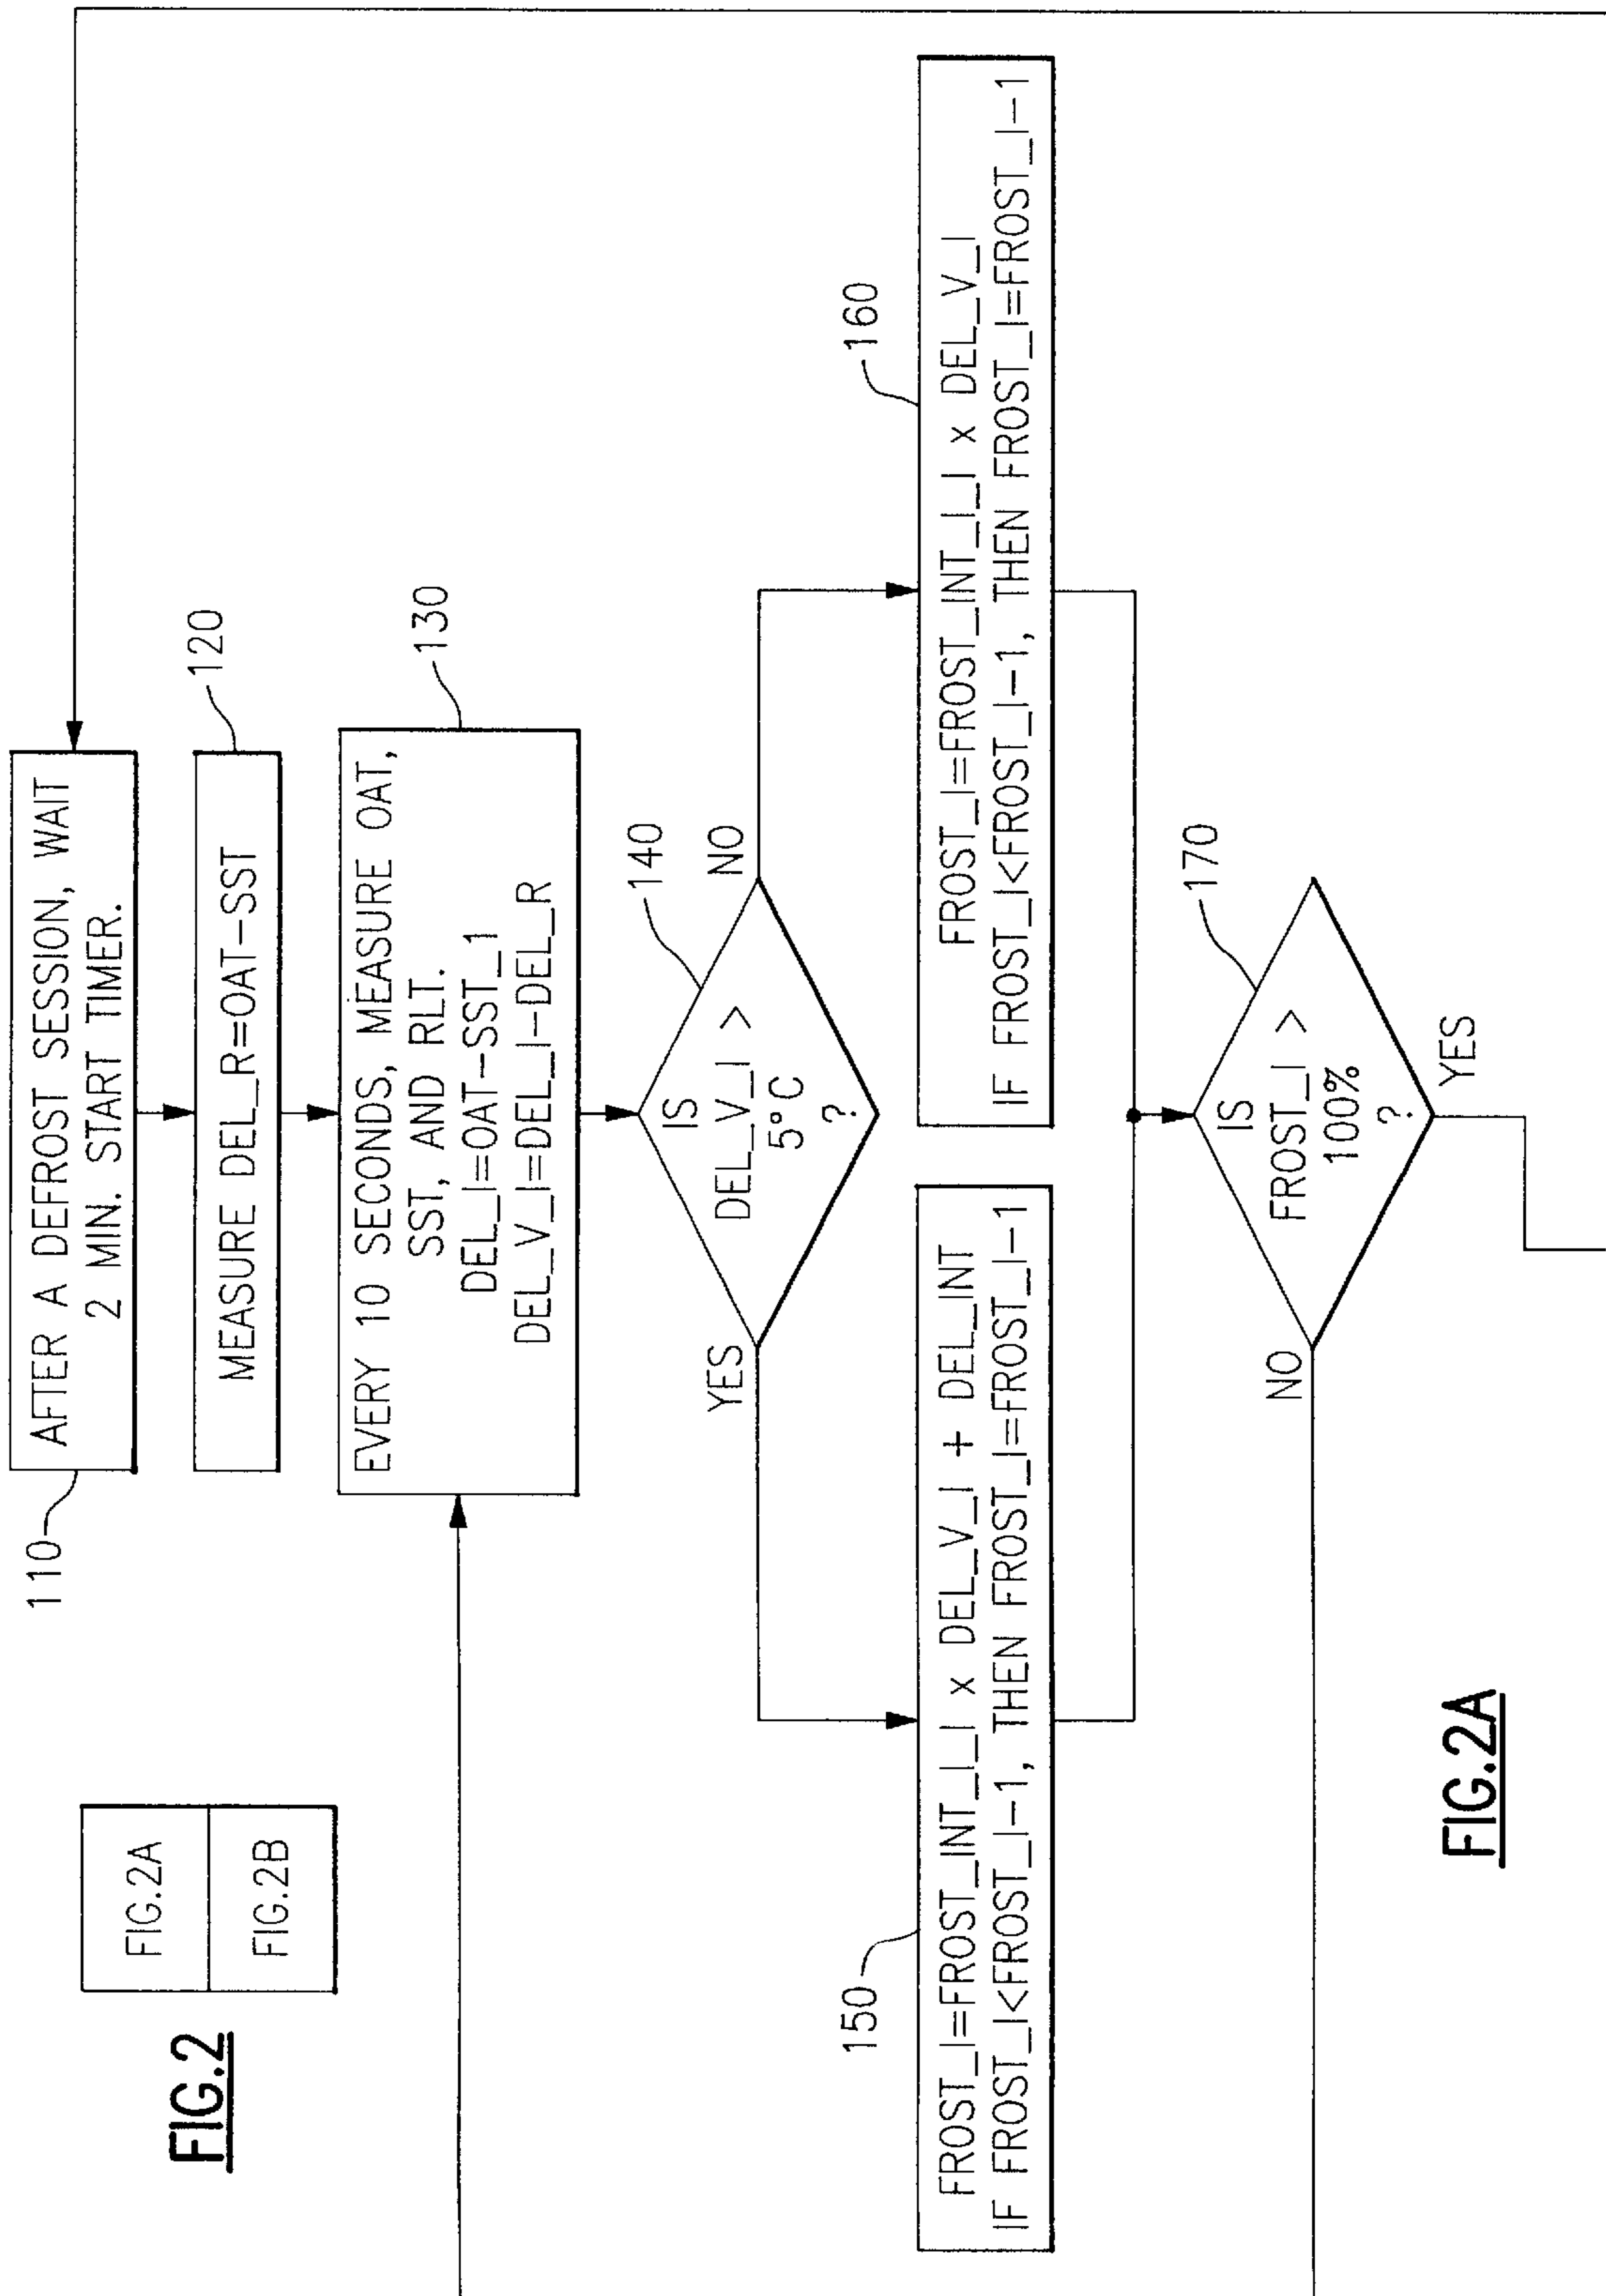 FIG.2
FIG.2A
FIG.2B
110
AFTER A DEFROST SESSION, WAIT
2 MIN. START TIMER.
120
MEASURE DEL_R=OAT-SST
130
EVERY 10 SECONDS, MEASURE OAT,
SST, AND RLT.
DEL_I=OAT-SST_1
DEL_V_I=DEL_I-DEL_R
140
IS
DEL_V_I >
5°C
?
YES
NO
150
FROST_I=FROST_INT_I_I x DEL_V_I + DEL_INT
IF FROST_I<FROST_I-1, THEN FROST_I=FROST_I-1
160
FROST_I=FROST_INT_I_I x DEL_V_I
IF FROST_I<FROST_I-1, THEN FROST_I=FROST_I-1
170
IS
FROST_I >
100%
?
NO
YES
FIG.2A